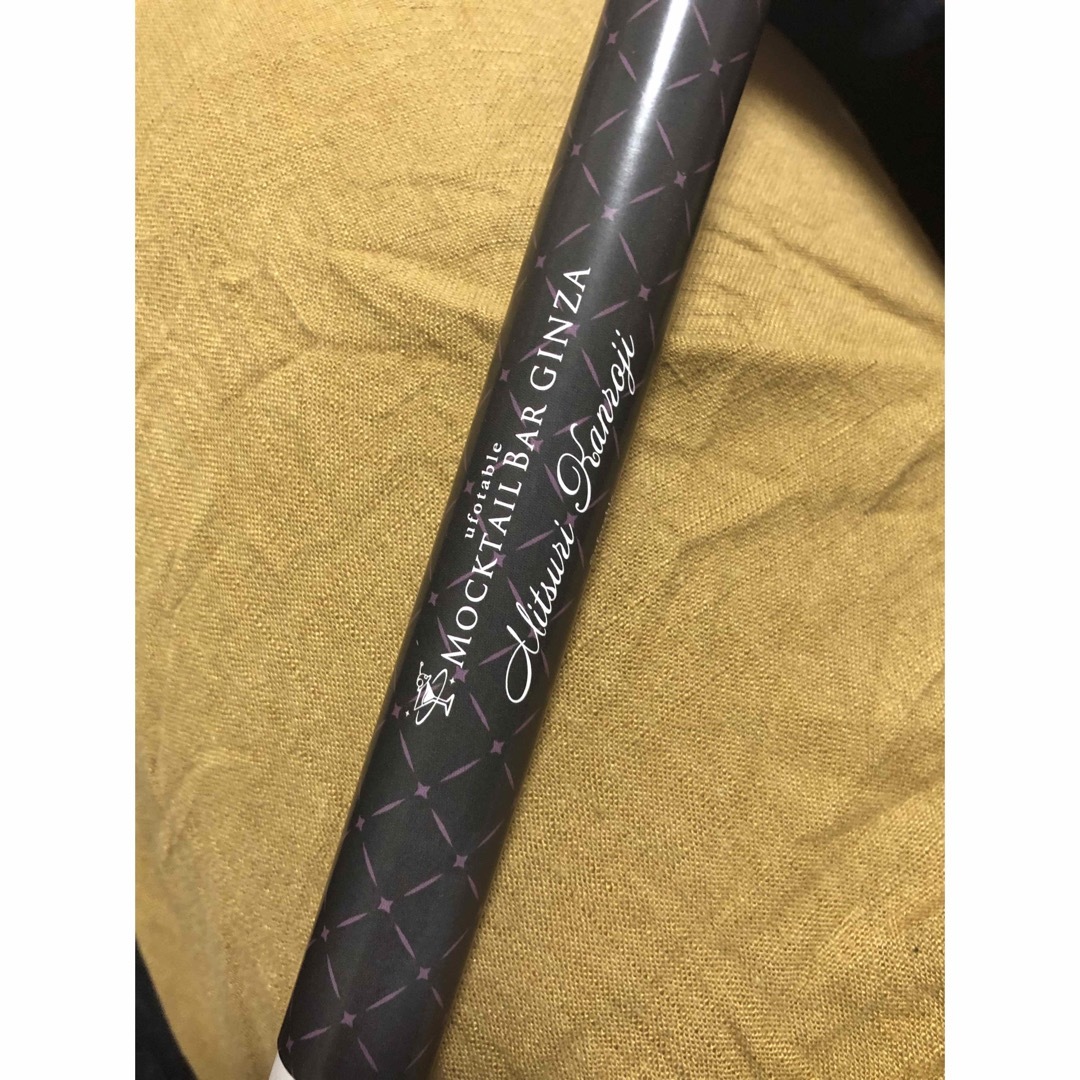 ufotable
MOCKTAIL BAR GINZA
Mitsuri Kanroji